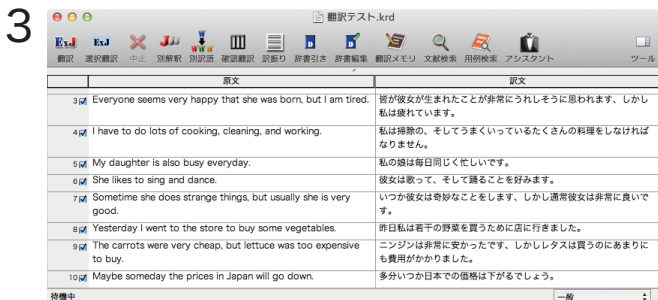 3
翻訳テスト.krd
ExJ ExJ JJJ W W W W D D
翻訳 選択翻訳 中止 別解釈 別訳語 確認翻訳 訳振り 辞書引き 辞書編集 翻訳メモリ 文献検索 用例検索 アシスタント ツール
原文 訳文
3 Everyone seems very happy that she was born, but I am tired. 皆が彼女が生まれたことが非常にうれしそうに思われます、しかし
私は疲れています。
4 I have to do lots of cooking, cleaning, and working. 私は掃除の、そしてうまくいっているたくさんの料理をしなければ
なりません。
5 My daughter is also busy everyday. 私の娘は毎日同じく忙しいです。
6 She likes to sing and dance. 彼女は歌って、そして踊ることを好みます。
7 Sometime she does strange things, but usually she is very いつか彼女は奇妙なことをします、しかし通常彼女は非常に良いで
good. す。
8 Yesterday I went to the store to buy some vegetables. 昨日私は若干の野菜を買うために店に行きました。
9 The carrots were very cheap, but lettuce was too expensive ニンジンは非常に安かったです、しかしレタスは買うのにあまりに
to buy. も費用がかかりました。
10 Maybe someday the prices in Japan will go down. 多分いつか日本での価格は下がるでしょう。
待機中 一般